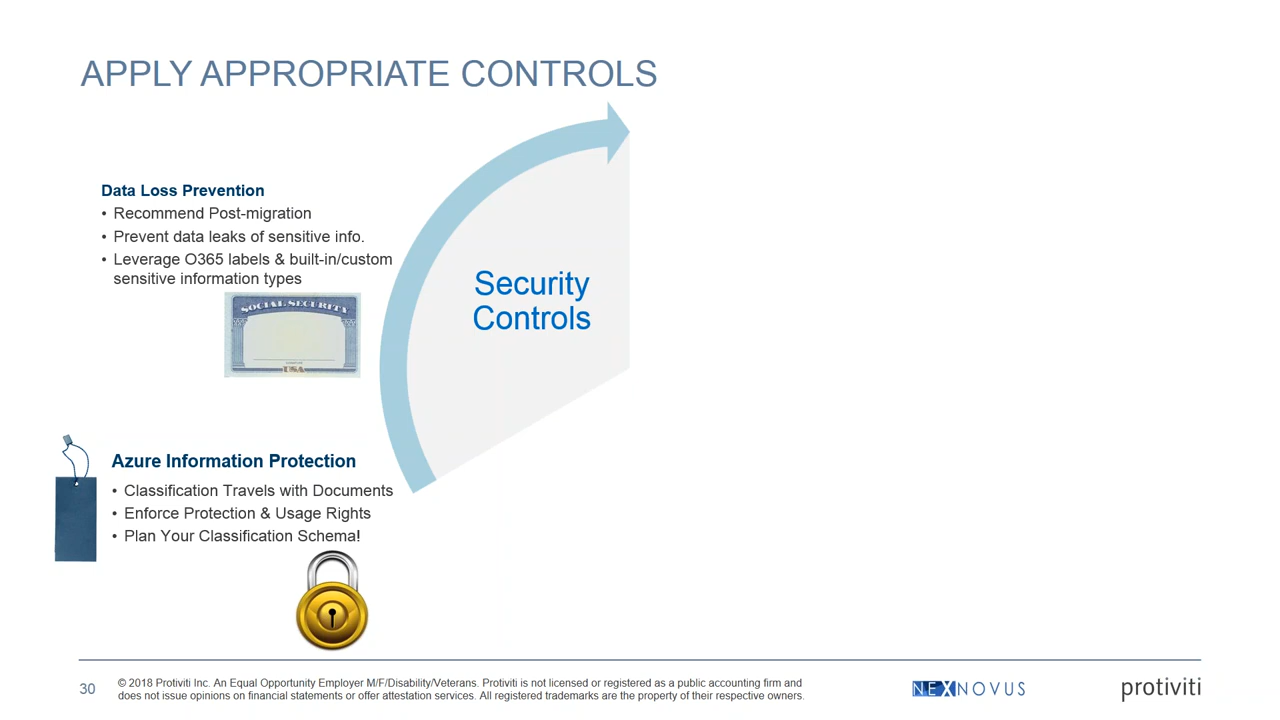 APPLY APPROPRIATE CONTROLS
Data Loss Prevention
• Recommend Post-migration
• Prevent data leaks of sensitive info.
• Leverage O365 labels & built-in/custom
sensitive information types
SOCIAL SECURITY
USA
Security
Controls
Azure Information Protection
• Classification Travels with Documents
• Enforce Protection & Usage Rights
• Plan Your Classification Schema!
30
© 2018 Protiviti Inc. An Equal Opportunity Employer M/F/Disability/Veterans. Protiviti is not licensed or registered as a public accounting firm and
does not issue opinions on financial statements or offer attestation services. All registered trademarks are the property of their respective owners.
NEXNOVUS
protiviti